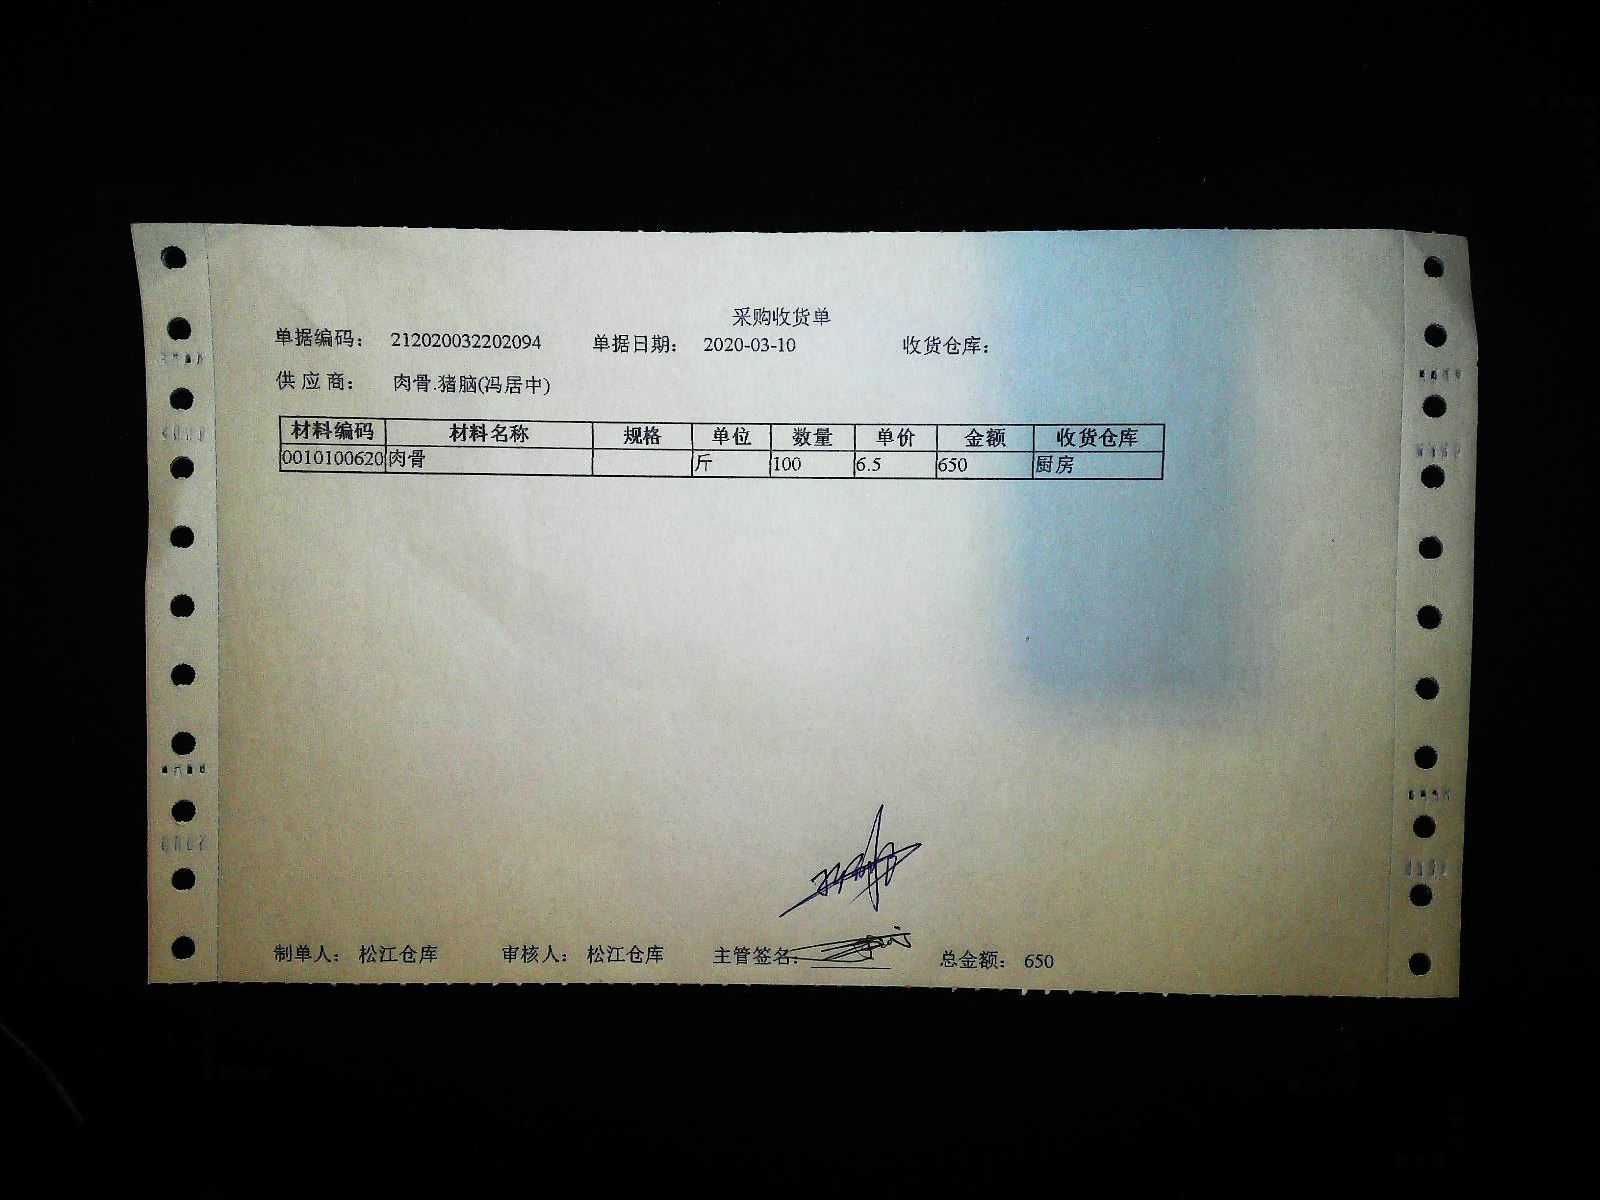 采购收货单
单据编码： 212020032202094 单据日期： 2020-03-10 收货仓库：
供应商： 肉骨.猪脑(冯居中)
材料编码 材料名称 规格 单位 数量 单价 金额 收货仓库
0010100620 肉骨 斤 100 6.5 650 厨房
制单人： 松江仓库 审核人： 松江仓库 主管签名： 总金额： 650